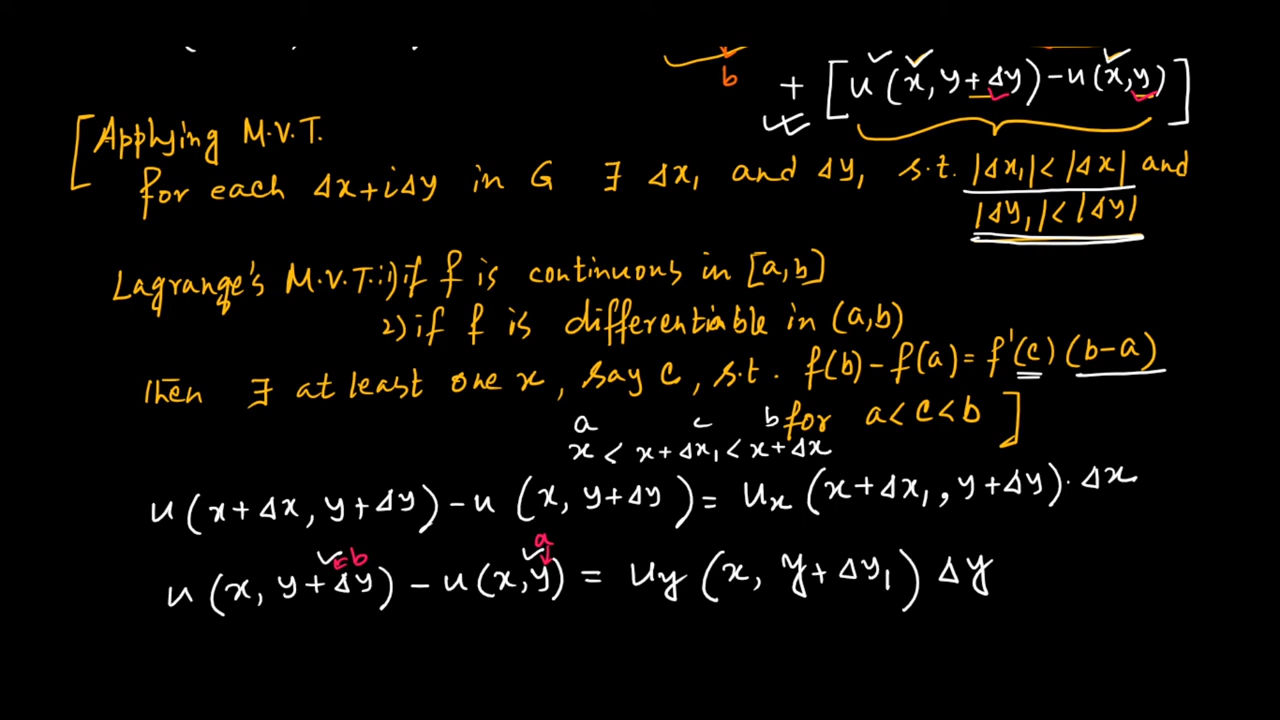 b
+ [u(x, y+Δy) - u(x, y)]
[Applying M.V.T.
for each Δx+iΔy in G ∃ Δx₁ and Δy₁ s.t. |Δx₁|<|Δx| and
|Δy₁|<|Δy|
Lagrange's M.V.T.:1) if f is continuous in [a,b]
2) if f is differentiable in (a,b)
Then ∃ at least one x, say c, s.t. f(b)-f(a)=f'(c)(b-a)
for a<c<b]
a c b
x < x+Δx₁ < x+Δx
u(x+Δx, y+Δy) - u(x, y+Δy) = uₓ(x+Δx₁, y+Δy)·Δx
b a
u(x, y+Δy) - u(x,y) = u_y(x, y+Δy₁) Δy